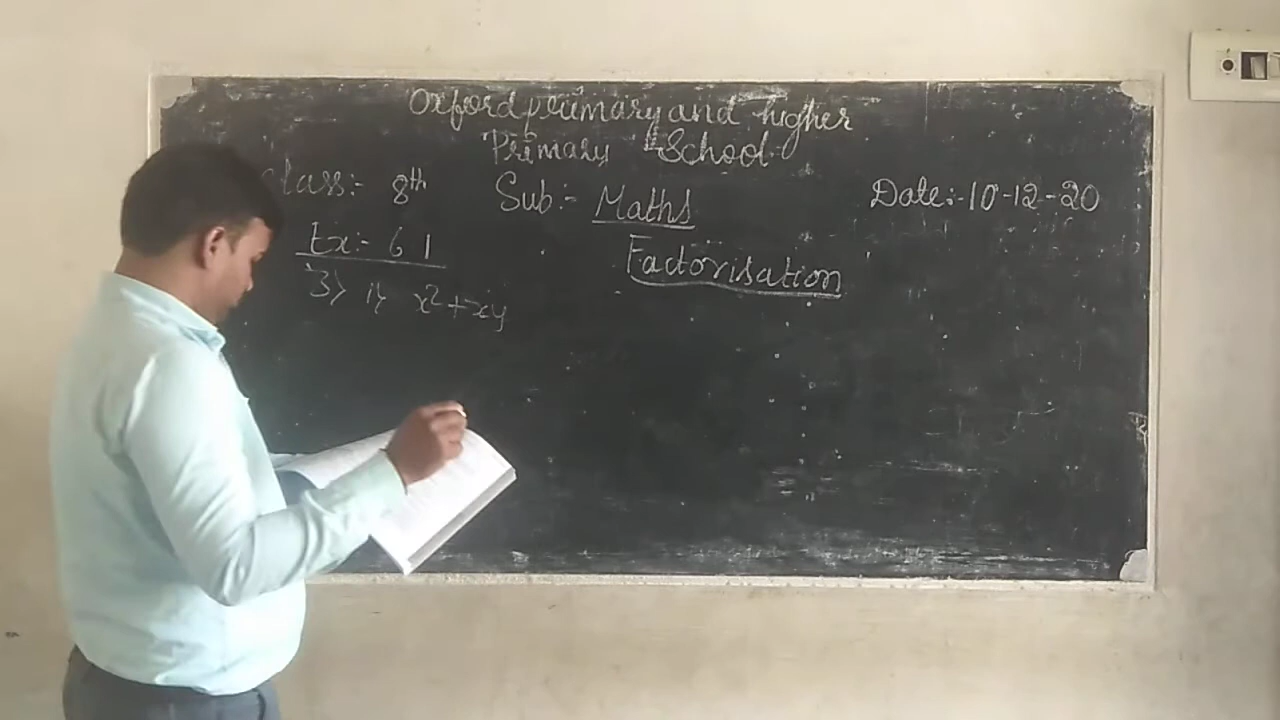 Oxford primary and higher
Primary School
Class:- 8th Sub:- Maths Date:-10-12-20
Ex:- 6 1 Factorisation
3) i) x²+xy